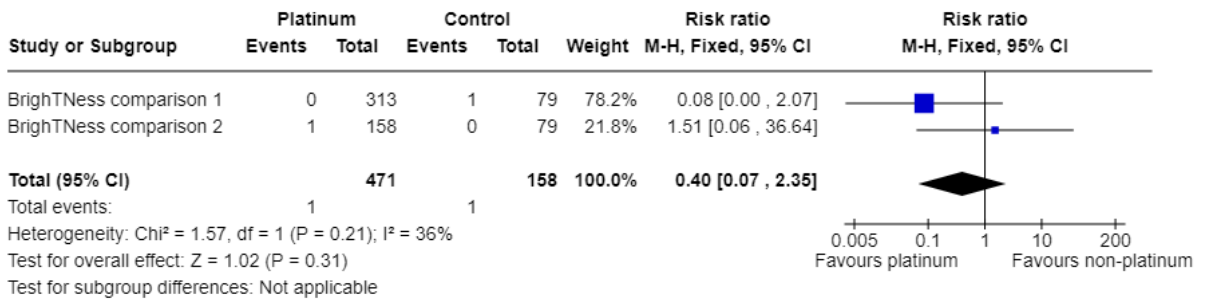 Platinum Control Risk ratio Risk ratio
Study or Subgroup Events Total Events Total Weight M-H, Fixed, 95% CI M-H, Fixed, 95% CI
BrighTNess comparison 1 0 313 1 79 78.2% 0.08 [0.00 , 2.07]
BrighTNess comparison 2 1 158 0 79 21.8% 1.51 [0.06 , 36.64]
Total (95% CI) 471 158 100.0% 0.40 [0.07 , 2.35]
Total events: 1 1
Heterogeneity: Chi² = 1.57, df = 1 (P = 0.21); I² = 36%
0.005 0.1 1 10 200
Test for overall effect: Z = 1.02 (P = 0.31)
Favours platinum Favours non-platinum
Test for subgroup differences: Not applicable